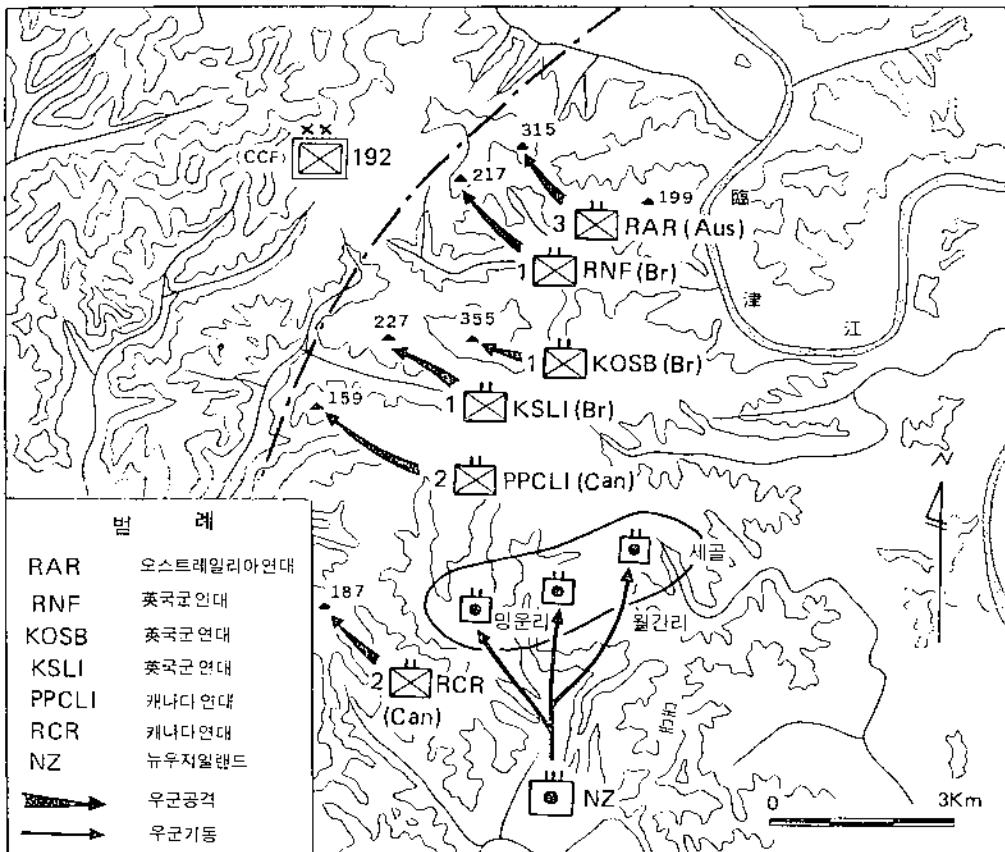 315
CCF 192
217
199
臨
3 RAR (Aus)
1 RNF (Br)
津
江
227
355
1 KOSB (Br)
159
1 KSLI (Br)
2 PPCLI (Can)
N
범 례
RAR 오스트레일리아연대
RNF 英국군연대
KOSB 英국군연대
KSLI 英국군연대
PPCLI 캐나다연대
RCR 캐나다연대
NZ 뉴우지일랜드
우군공격
우군기동
세골
187
잉운리
월간리
2 RCR
(Can)
대대
NZ
0 3Km